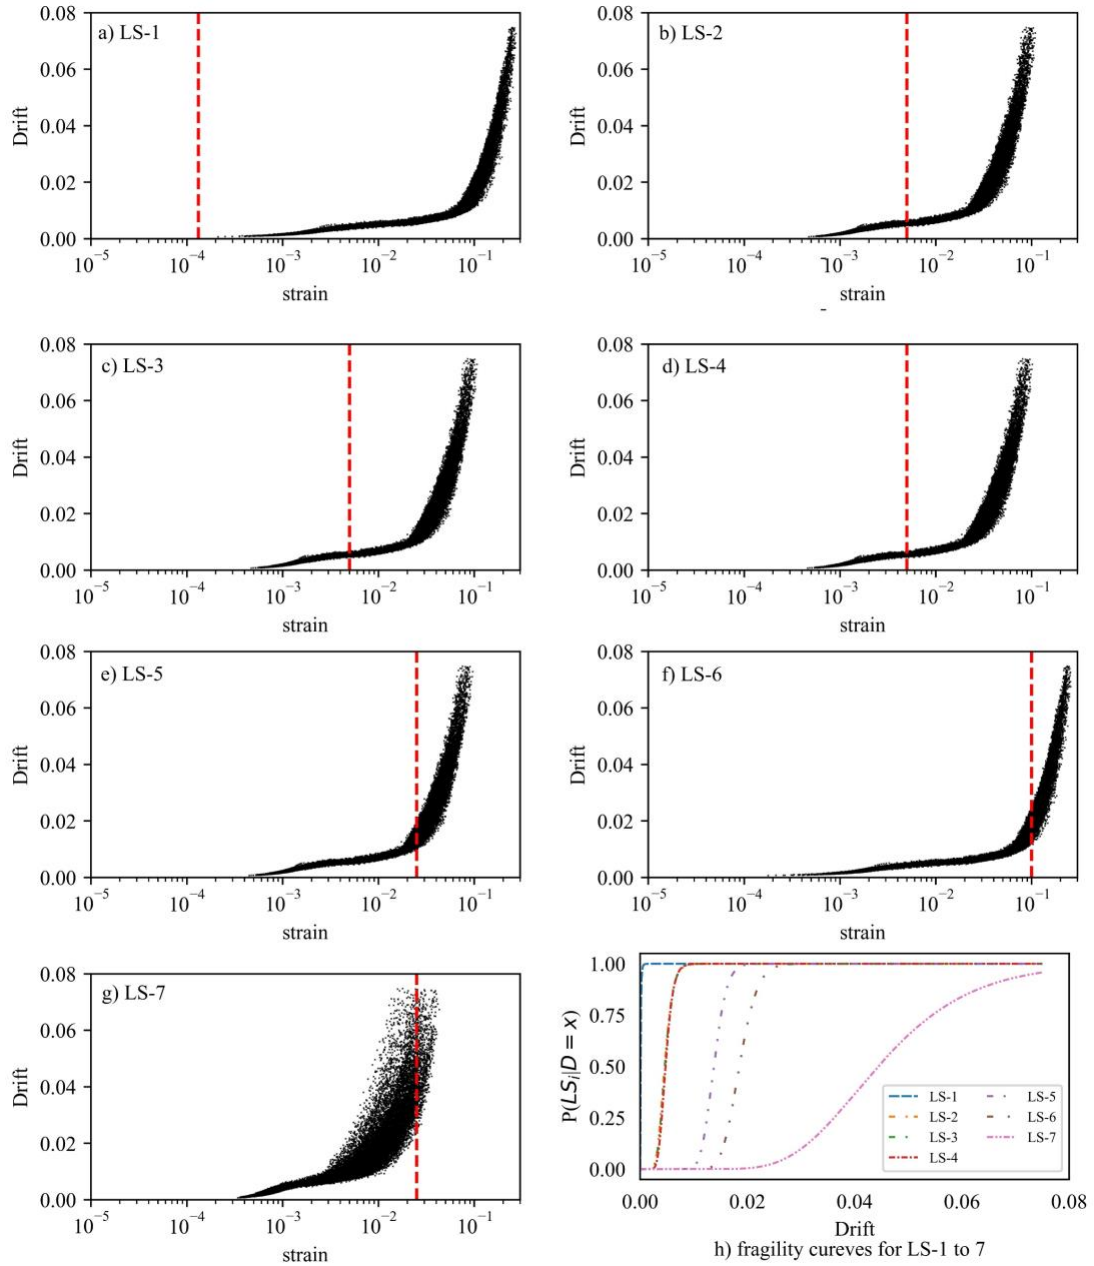 a) LS-1
Drift
0.08
0.06
0.04
0.02
0.00
10⁻⁵ 10⁻⁴ 10⁻³ 10⁻² 10⁻¹
strain
b) LS-2
Drift
0.08
0.06
0.04
0.02
0.00
10⁻⁵ 10⁻⁴ 10⁻³ 10⁻² 10⁻¹
strain
c) LS-3
Drift
0.08
0.06
0.04
0.02
0.00
10⁻⁵ 10⁻⁴ 10⁻³ 10⁻² 10⁻¹
strain
d) LS-4
Drift
0.08
0.06
0.04
0.02
0.00
10⁻⁵ 10⁻⁴ 10⁻³ 10⁻² 10⁻¹
strain
e) LS-5
Drift
0.08
0.06
0.04
0.02
0.00
10⁻⁵ 10⁻⁴ 10⁻³ 10⁻² 10⁻¹
strain
f) LS-6
Drift
0.08
0.06
0.04
0.02
0.00
10⁻⁵ 10⁻⁴ 10⁻³ 10⁻² 10⁻¹
strain
g) LS-7
Drift
0.08
0.06
0.04
0.02
0.00
10⁻⁵ 10⁻⁴ 10⁻³ 10⁻² 10⁻¹
strain
P(LSᵢ|D = x)
1.00
0.75
0.50
0.25
0.00
LS-1
LS-2
LS-3
LS-4
LS-5
LS-6
LS-7
0.00 0.02 0.04 0.06 0.08
Drift
h) fragility cureves for LS-1 to 7